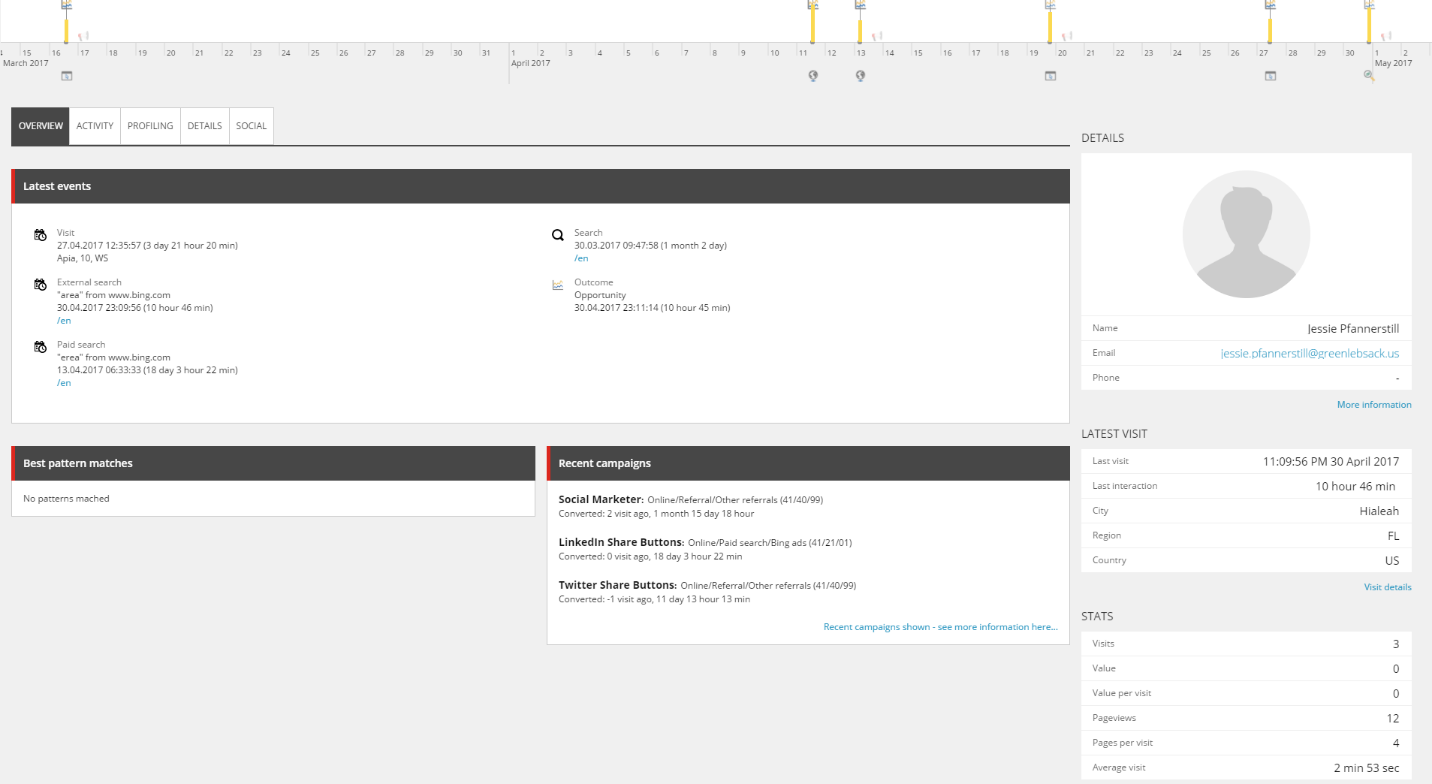 15 16 17 18 19 20 21 22 23 24 25 26 27 28 29 30 31 1 2 3 4 5 6 7 8 9 10 11 12 13 14 15 16 17 18 19 20 21 22 23 24 25 26 27 28 29 30 1 2
March 2017 April 2017 May 2017
OVERVIEW ACTIVITY PROFILING DETAILS SOCIAL
Latest events
Visit
27.04.2017 12:35:57 (3 day 21 hour 20 min)
Apia, 10, WS
External search
"area" from www.bing.com
30.04.2017 23:09:56 (10 hour 46 min)
/en
Paid search
"erea" from www.bing.com
13.04.2017 06:33:33 (18 day 3 hour 22 min)
/en
Search
30.03.2017 09:47:58 (1 month 2 day)
/en
Outcome
Opportunity
30.04.2017 23:11:14 (10 hour 45 min)
Best pattern matches
No patterns mached
Recent campaigns
Social Marketer: Online/Referral/Other referrals (41/40/99)
Converted: 2 visit ago, 1 month 15 day 18 hour
LinkedIn Share Buttons: Online/Paid search/Bing ads (41/21/01)
Converted: 0 visit ago, 18 day 3 hour 22 min
Twitter Share Buttons: Online/Referral/Other referrals (41/40/99)
Converted: -1 visit ago, 11 day 13 hour 13 min
Recent campaigns shown - see more information here...
DETAILS
Name Jessie Pfannerstill
Email jessie.pfannerstill@greenlebsack.us
Phone -
More information
LATEST VISIT
Last visit 11:09:56 PM 30 April 2017
Last interaction 10 hour 46 min
City Hialeah
Region FL
Country US
Visit details
STATS
Visits 3
Value 0
Value per visit 0
Pageviews 12
Pages per visit 4
Average visit 2 min 53 sec